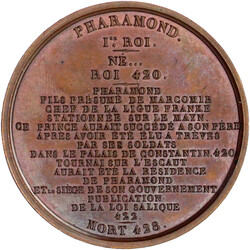 PHARAMOND.
1ER ROI.
NÉ...
ROI 420.
PHARAMOND
FILS PRÉSUMÉ DE MARCOMIR
CHEF DE LA LIGUE FRANKE
STATIONNÉE SUR LE MAYN.
CE PRINCE AURAIT SUCCÉDÉ A SON PÈRE
APRÈS AVOIR ÉTÉ ÉLU A TRÈVES
PAR SES SOLDATS
DANS LE PALAIS DE CONSTANTIN. 420
TOURNAI SUR L'ESCAUT
AURAIT ÉTÉ LA RÉSIDENCE
DE PHARAMOND
ET LE SIÈGE DE SON GOUVERNEMENT
PUBLICATION
DE LA LOI SALIQUE
422.
MORT 428.